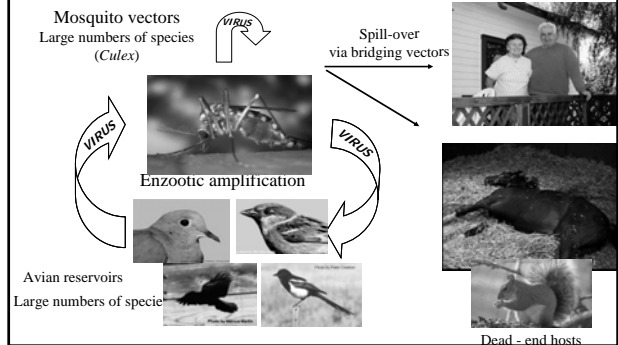 Mosquito vectors
Large numbers of species
(Culex)
VIRUS
Spill-over
via bridging vectors
VIRUS
VIRUS
Enzootic amplification
Avian reservoirs
Large numbers of specie
Dead - end hosts